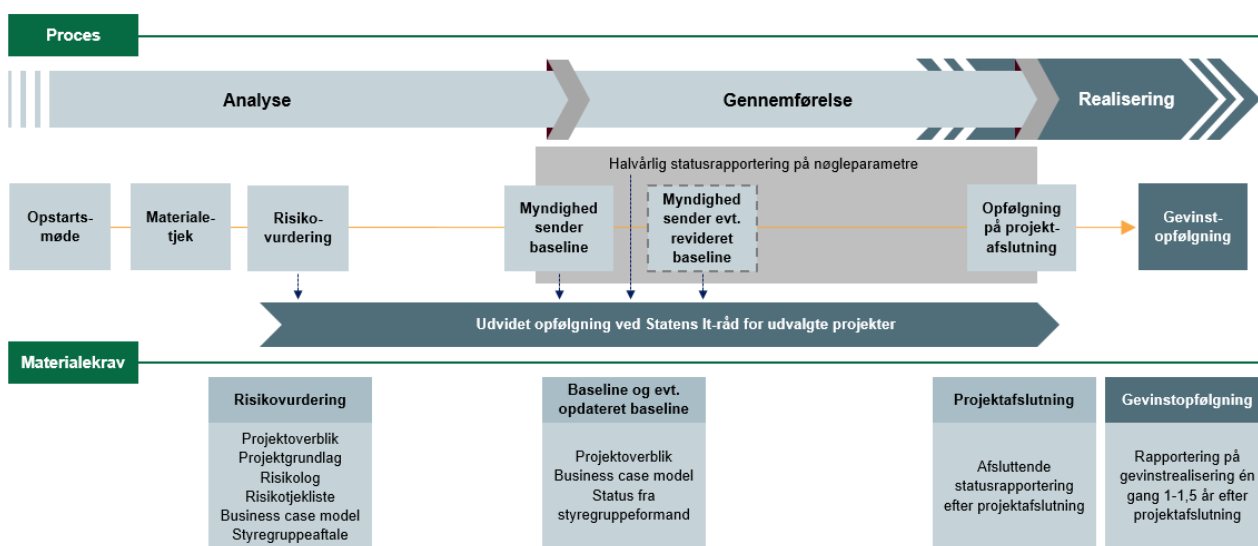 Proces
Analyse
Gennemførelse
Realisering
Halvårlig statusrapportering på nøgleparametre
Opstarts-
møde
Materiale-
tjek
Risiko-
vurdering
Myndighed
sender
baseline
Myndighed
sender evt.
revideret
baseline
Opfølgning
på projekt-
afslutning
Gevinst-
opfølgning
Udvidet opfølgning ved Statens It-råd for udvalgte projekter
Materialekrav
Risikovurdering
Projektoverblik
Projektgrundlag
Risikolog
Risikotjekliste
Business case model
Styregruppeaftale
Baseline og evt.
opdateret baseline
Projektoverblik
Business case model
Status fra
styregruppeformand
Projektafslutning
Afsluttende
statusrapportering
efter projektafslutning
Gevinstopfølgning
Rapportering på
gevinstrealisering én
gang 1-1,5 år efter
projektafslutning